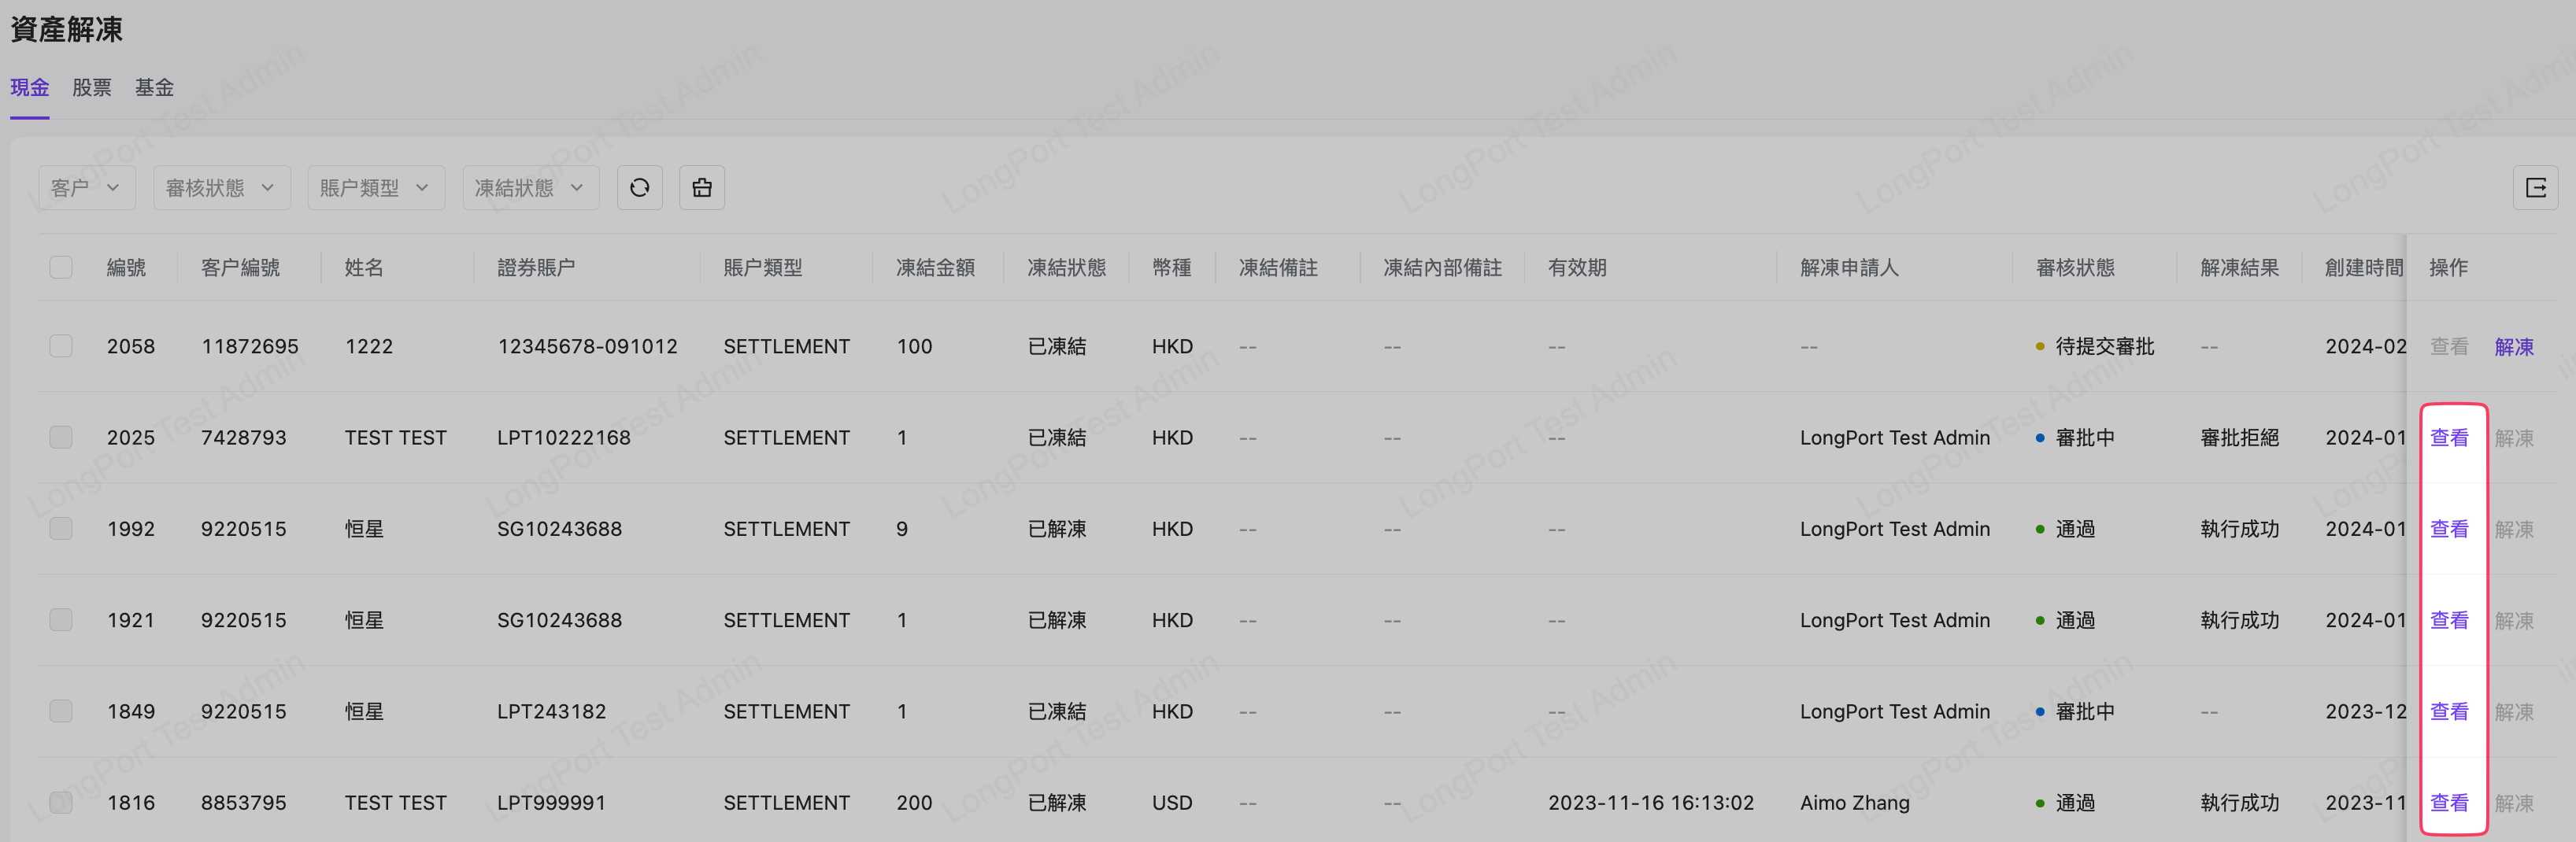 資產解凍
現金 股票 基金
客户 審核狀態 賬户類型 凍結狀態
編號 客户編號 姓名 證券賬户 賬户類型 凍結金額 凍結狀態 幣種 凍結備註 凍結內部備註 有效期 解凍申請人 審核狀態 解凍結果 創建時間 操作
2058 11872695 1222 12345678-091012 SETTLEMENT 100 已凍結 HKD -- -- -- -- 待提交審批 -- 2024-02 查看 解凍
2025 7428793 TEST TEST LPT10222168 SETTLEMENT 1 已凍結 HKD -- -- -- LongPort Test Admin 審批中 審批拒絕 2024-01 查看 解凍
1992 9220515 恒星 SG10243688 SETTLEMENT 9 已解凍 HKD -- -- -- LongPort Test Admin 通過 執行成功 2024-01 查看 解凍
1921 9220515 恒星 SG10243688 SETTLEMENT 1 已解凍 HKD -- -- -- LongPort Test Admin 通過 執行成功 2024-01 查看 解凍
1849 9220515 恒星 LPT243182 SETTLEMENT 1 已凍結 HKD -- -- -- LongPort Test Admin 審批中 -- 2023-12 查看 解凍
1816 8853795 TEST TEST LPT999991 SETTLEMENT 200 已解凍 USD -- -- 2023-11-16 16:13:02 Aimo Zhang 通過 執行成功 2023-11 查看 解凍
LongPort Test Admin